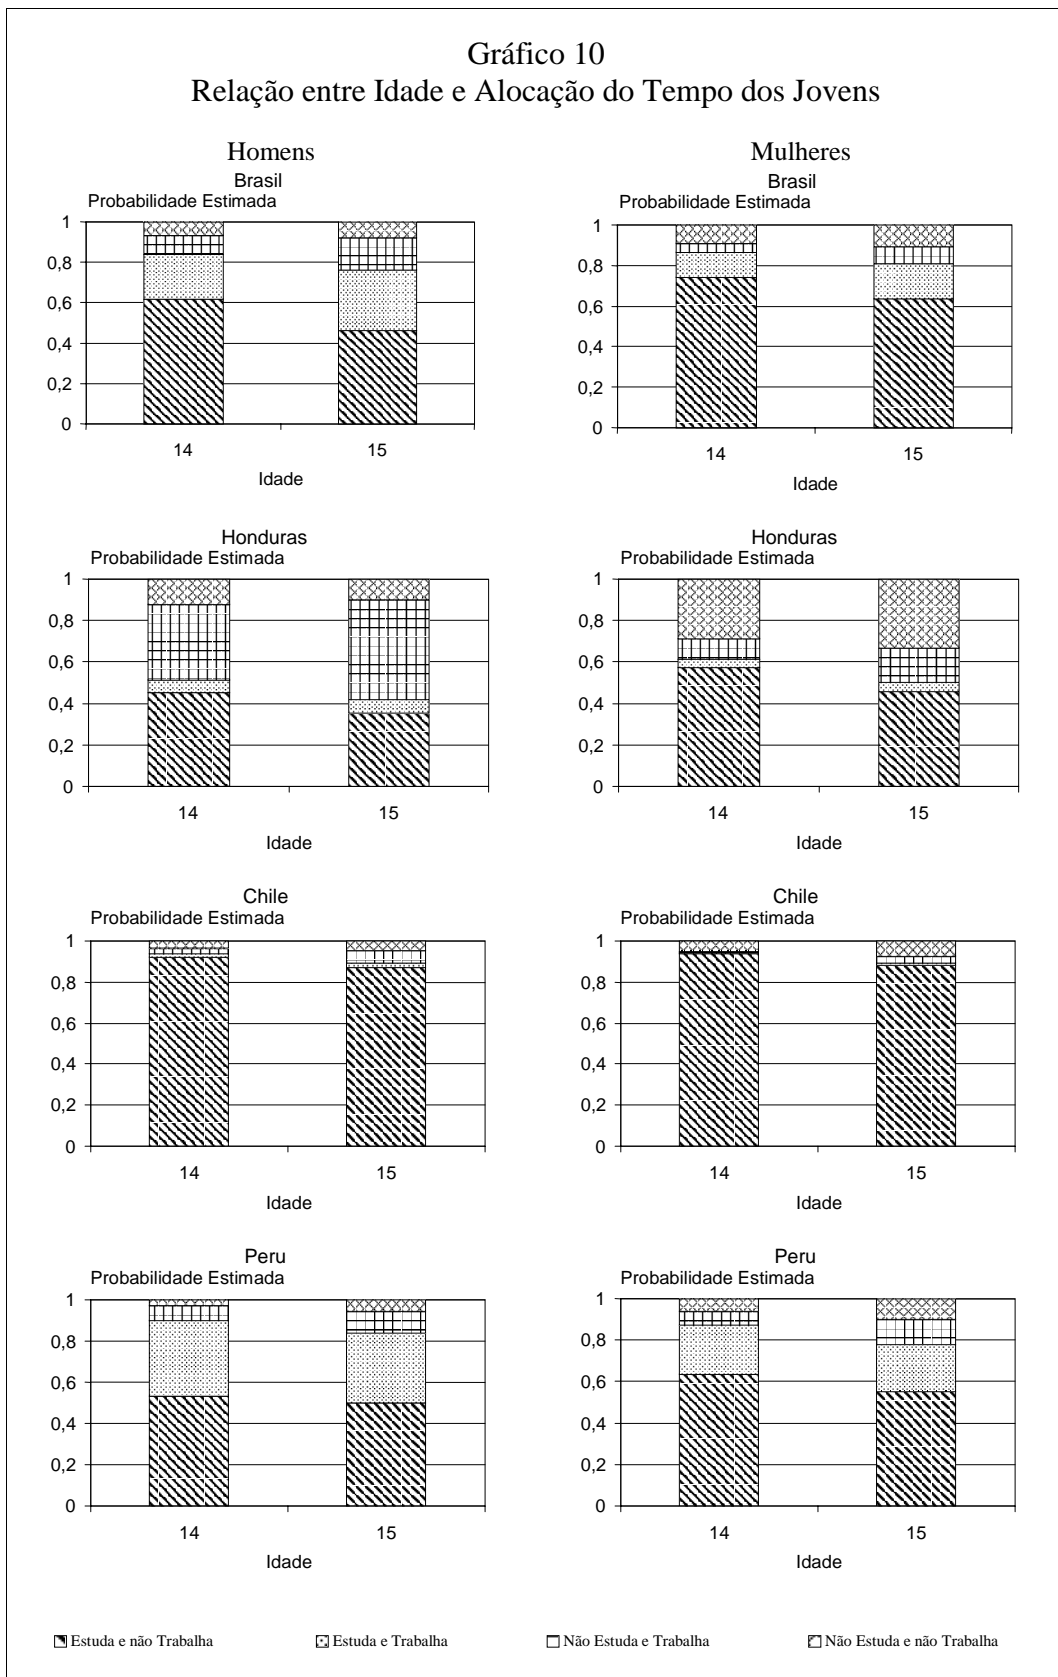 Gráfico 10
Relação entre Idade e Alocação do Tempo dos Jovens
Homens
Brasil
Probabilidade Estimada
1
0,8
0,6
0,4
0,2
0
14 15
Idade
Mulheres
Brasil
Probabilidade Estimada
1
0,8
0,6
0,4
0,2
0
14 15
Idade
Honduras
Probabilidade Estimada
1
0,8
0,6
0,4
0,2
0
14 15
Idade
Honduras
Probabilidade Estimada
1
0,8
0,6
0,4
0,2
0
14 15
Idade
Chile
Probabilidade Estimada
1
0,8
0,6
0,4
0,2
0
14 15
Idade
Chile
Probabilidade Estimada
1
0,8
0,6
0,4
0,2
0
14 15
Idade
Peru
Probabilidade Estimada
1
0,8
0,6
0,4
0,2
0
14 15
Idade
Peru
Probabilidade Estimada
1
0,8
0,6
0,4
0,2
0
14 15
Idade
Estuda e não Trabalha Estuda e Trabalha Não Estuda e Trabalha Não Estuda e não Trabalha